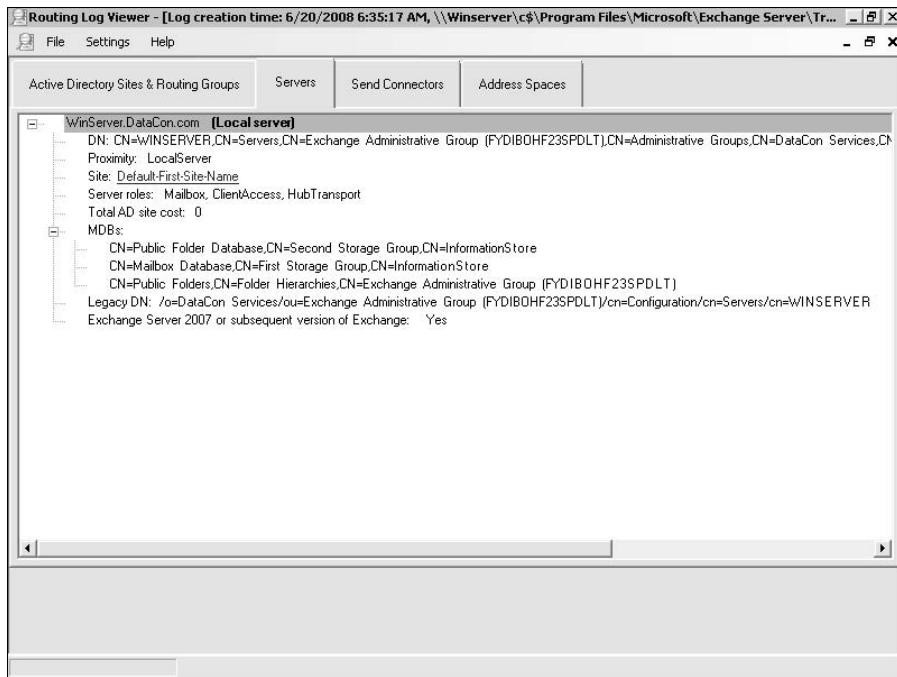 Routing Log Viewer - [Log creation time: 6/20/2008 6:35:17 AM, \\Winserver\c$\Program Files\Microsoft\Exchange Server\Tr...
File Settings Help
Active Directory Sites & Routing Groups Servers Send Connectors Address Spaces
WinServer.DataCon.com (Local server)
DN: CN=WINSERVER,CN=Servers,CN=Exchange Administrative Group (FYDIBOHF23SPDLT),CN=Administrative Groups,CN=DataCon Services,CN
Proximity: LocalServer
Site: Default-First-Site-Name
Server roles: Mailbox, ClientAccess, HubTransport
Total AD site cost: 0
MDBs:
CN=Public Folder Database,CN=Second Storage Group,CN=InformationStore
CN=Mailbox Database,CN=First Storage Group,CN=InformationStore
CN=Public Folders,CN=Folder Hierarchies,CN=Exchange Administrative Group (FYDIBOHF23SPDLT)
Legacy DN: /o=DataCon Services/ou=Exchange Administrative Group (FYDIBOHF23SPDLT)/cn=Configuration/cn=Servers/cn=WINSERVER
Exchange Server 2007 or subsequent version of Exchange: Yes